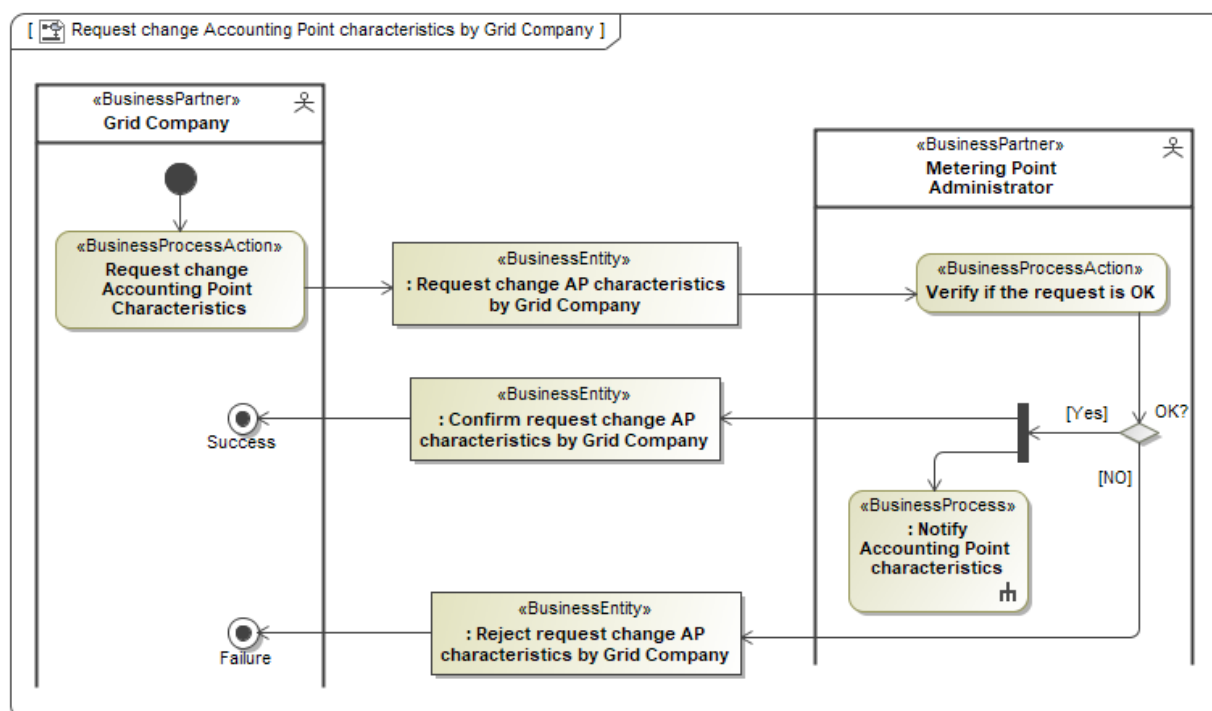 [ Request change Accounting Point characteristics by Grid Company ]
«BusinessPartner»
Grid Company
«BusinessPartner»
Metering Point
Administrator
«BusinessProcessAction»
Request change
Accounting Point
Characteristics
«BusinessEntity»
: Request change AP characteristics
by Grid Company
«BusinessProcessAction»
Verify if the request is OK
«BusinessEntity»
: Confirm request change AP
characteristics by Grid Company
Success
[Yes]
OK?
[NO]
«BusinessProcess»
: Notify
Accounting Point
characteristics
«BusinessEntity»
: Reject request change AP
characteristics by Grid Company
Failure